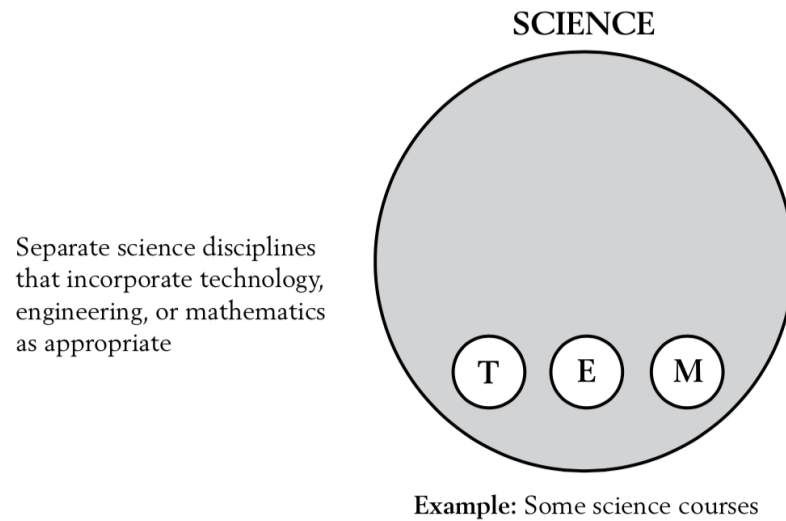 SCIENCE
Separate science disciplines
that incorporate technology,
engineering, or mathematics
as appropriate
T E M
Example: Some science courses